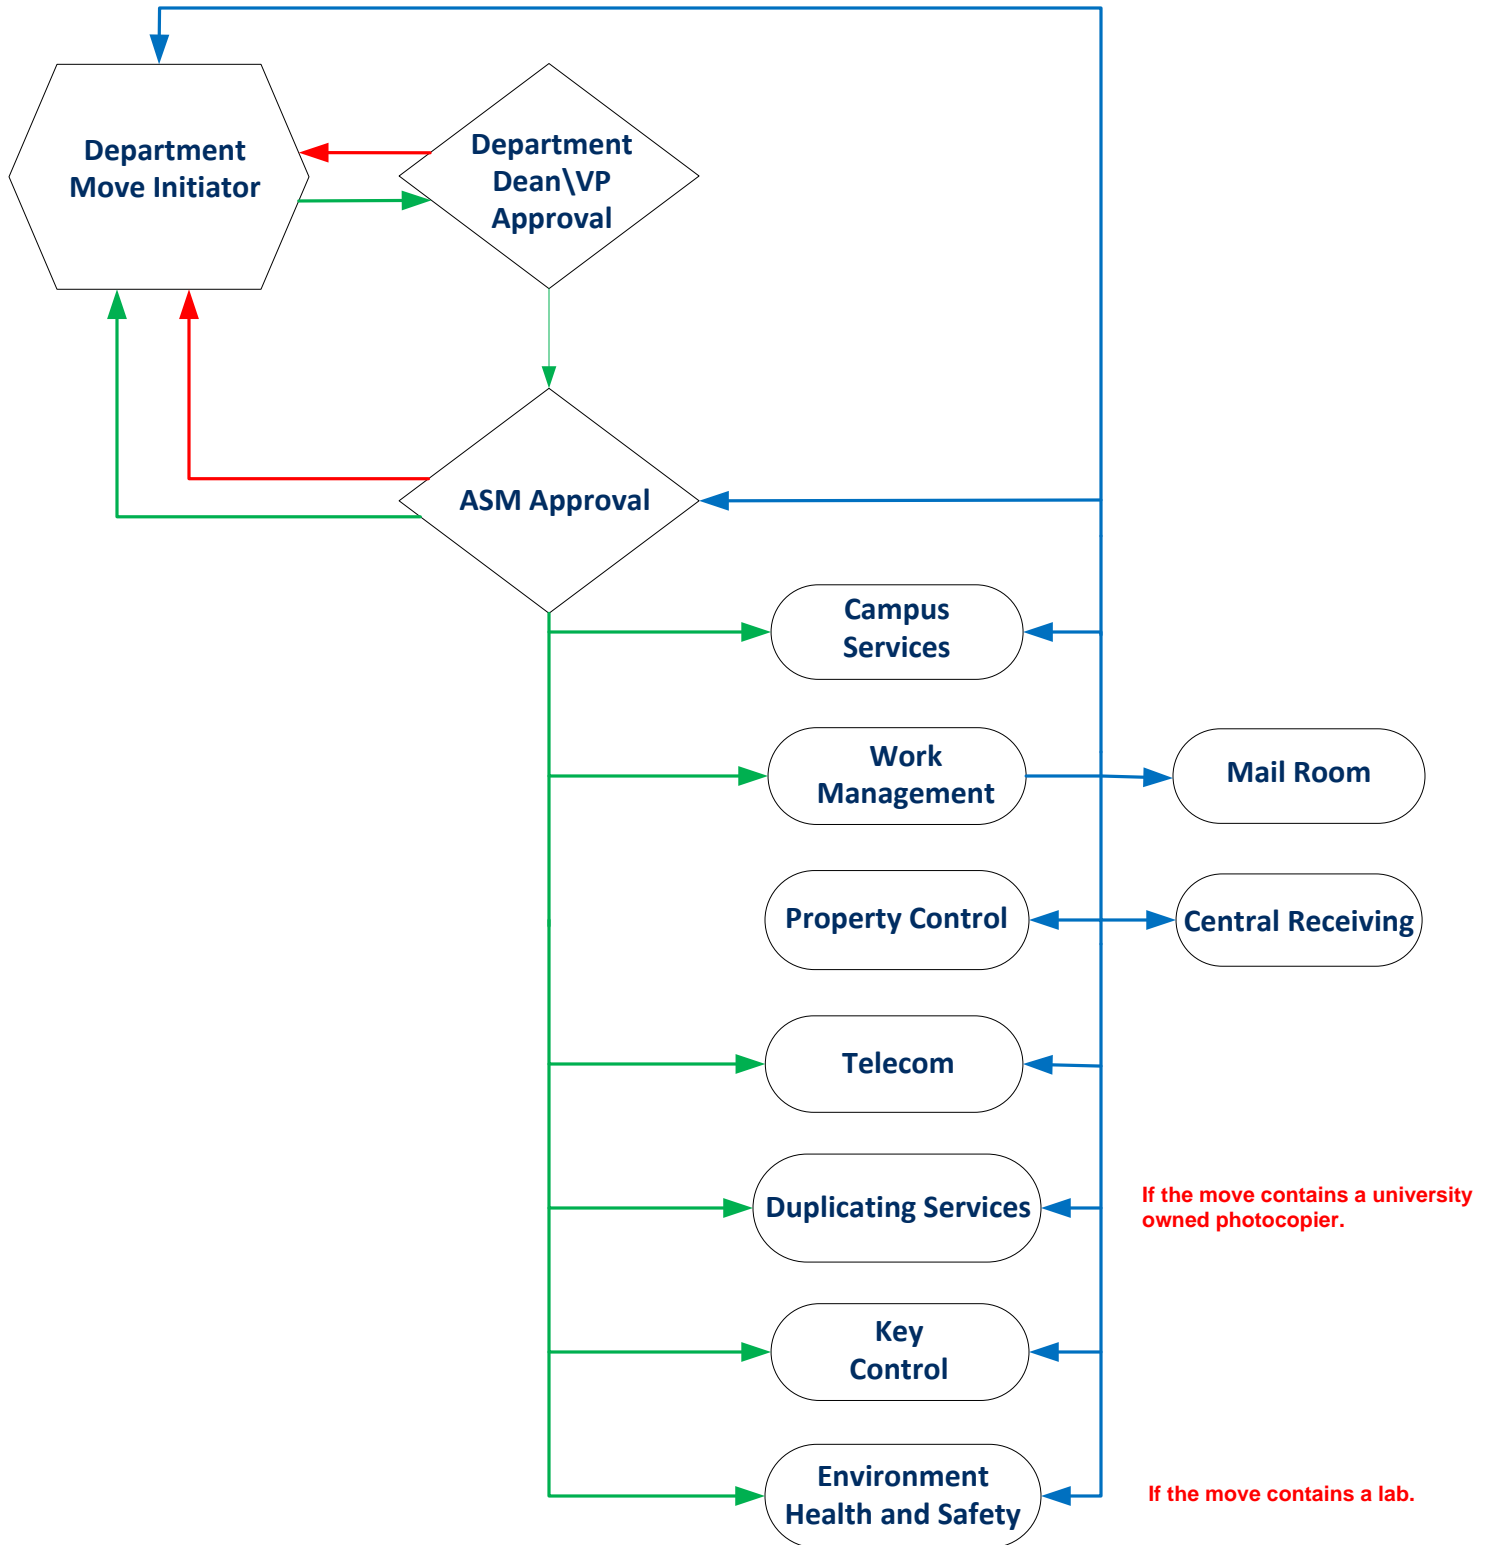 Department
Move Initiator
Department
Dean\VP
Approval
ASM Approval
Campus
Services
Work
Management
Mail Room
Property Control
Central Receiving
Telecom
Duplicating Services
If the move contains a university
owned photocopier.
Key
Control
Environment
Health and Safety
If the move contains a lab.